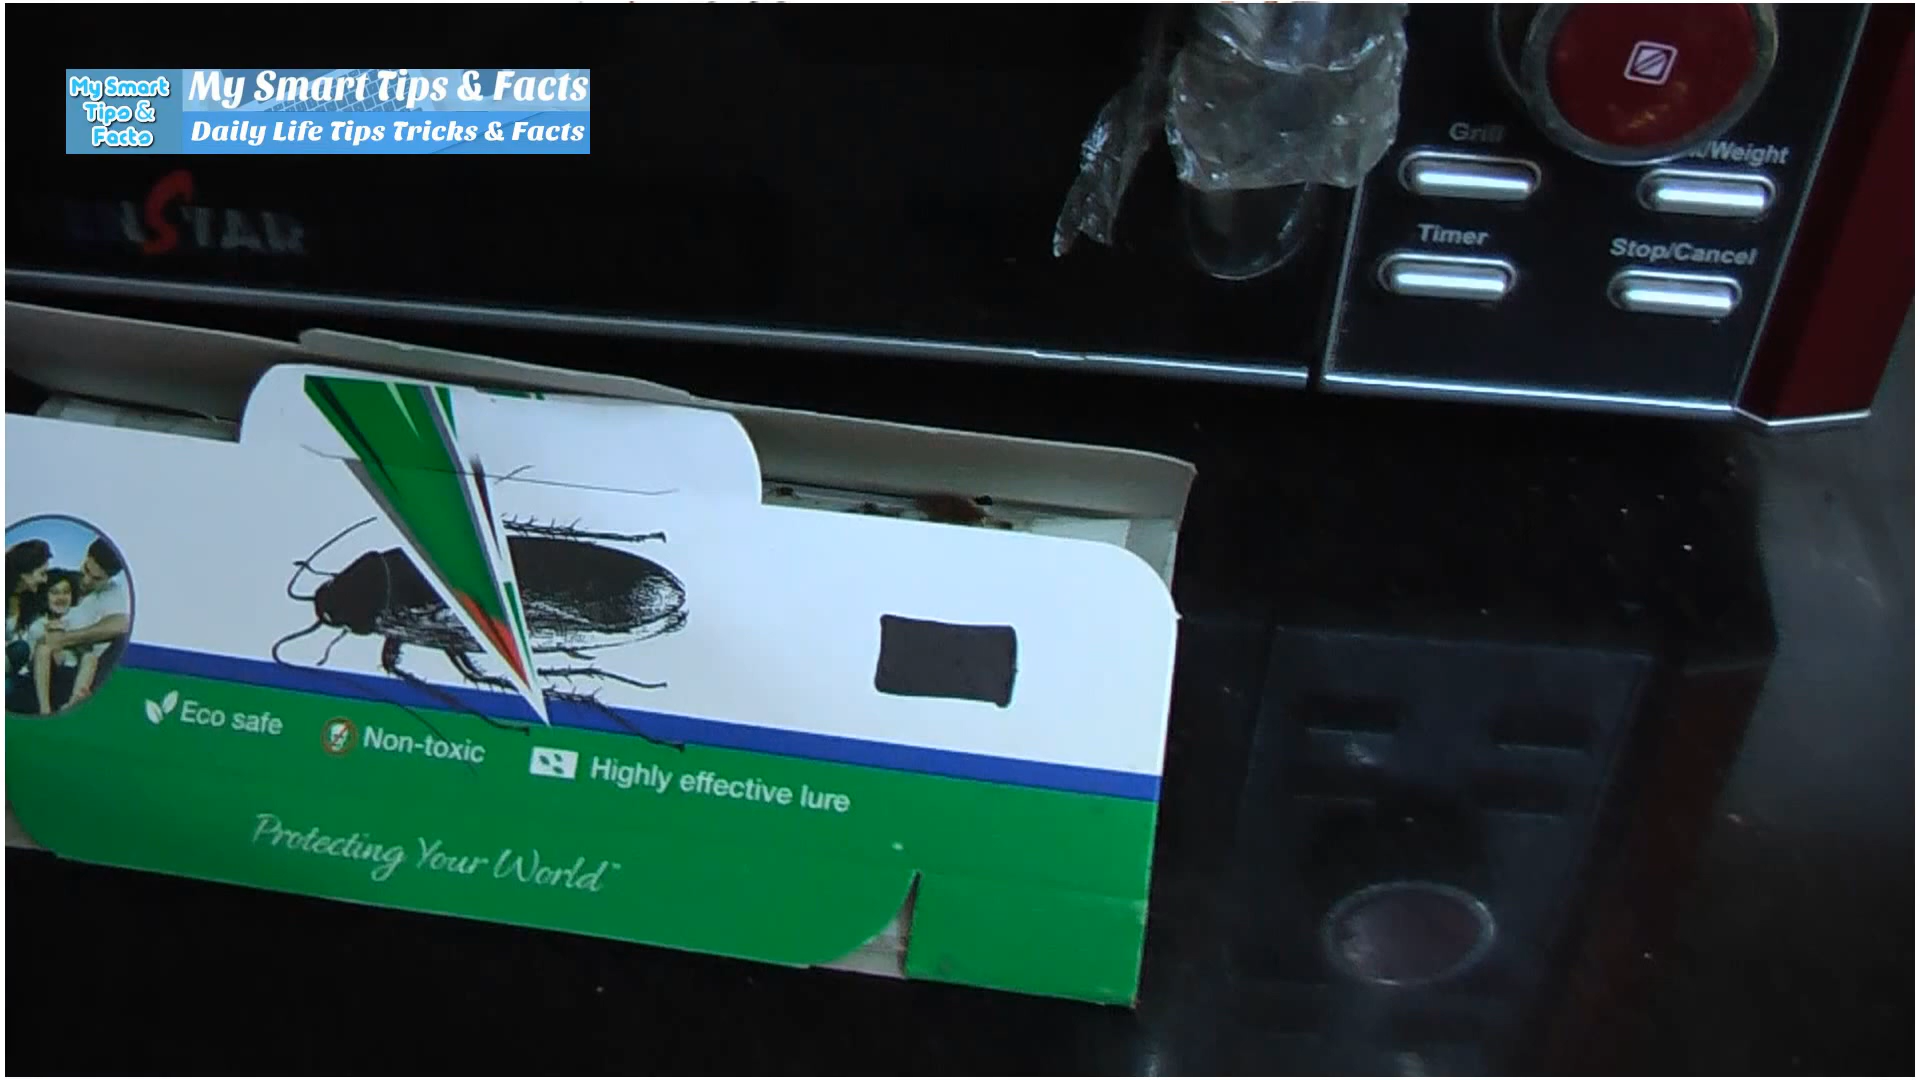 My Smart
Tips &
Facts
My Smart Tips & Facts
Daily Life Tips Tricks & Facts
Grill
/Weight
Timer
Stop/Cancel
Eco safe
Non-toxic
Highly effective lure
Protecting Your World™